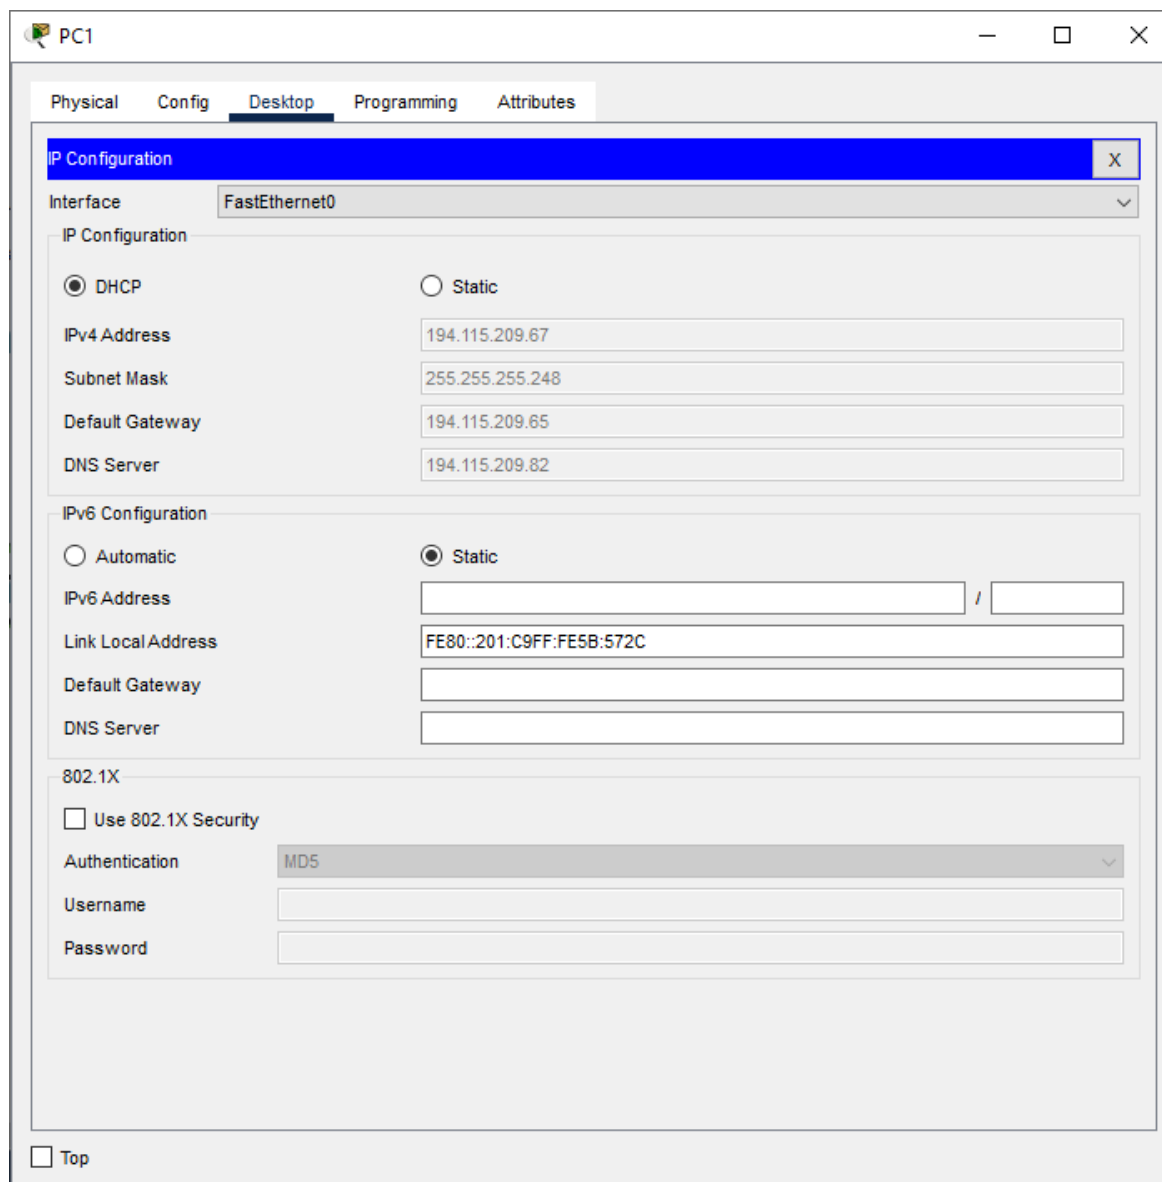 PC1
Physical Config Desktop Programming Attributes
IP Configuration X
Interface FastEthernet0
IP Configuration
DHCP Static
IPv4 Address 194.115.209.67
Subnet Mask 255.255.255.248
Default Gateway 194.115.209.65
DNS Server 194.115.209.82
IPv6 Configuration
Automatic Static
IPv6 Address /
Link Local Address FE80::201:C9FF:FE5B:572C
Default Gateway
DNS Server
802.1X
Use 802.1X Security
Authentication MD5
Username
Password
Top